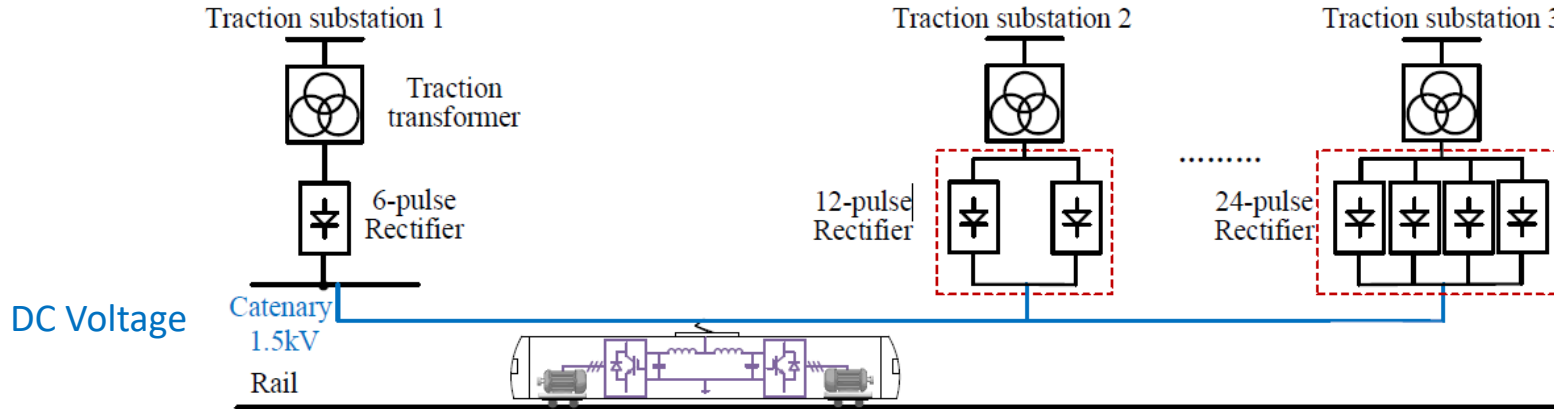 Traction substation 1
Traction substation 2
Traction substation 3
Traction
transformer
6-pulse
Rectifier
12-pulse
Rectifier
.........
24-pulse
Rectifier
DC Voltage
Catenary
1.5kV
Rail